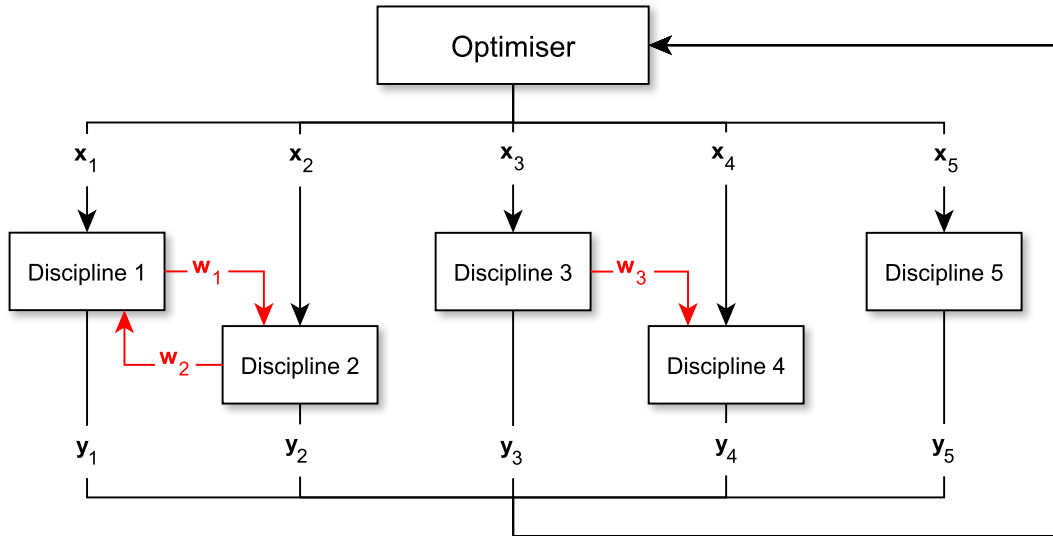 Optimiser
x1 x2 x3 x4 x5
Discipline 1 w1 Discipline 3 w3 Discipline 5
w2 Discipline 2 Discipline 4
y1 y2 y3 y4 y5